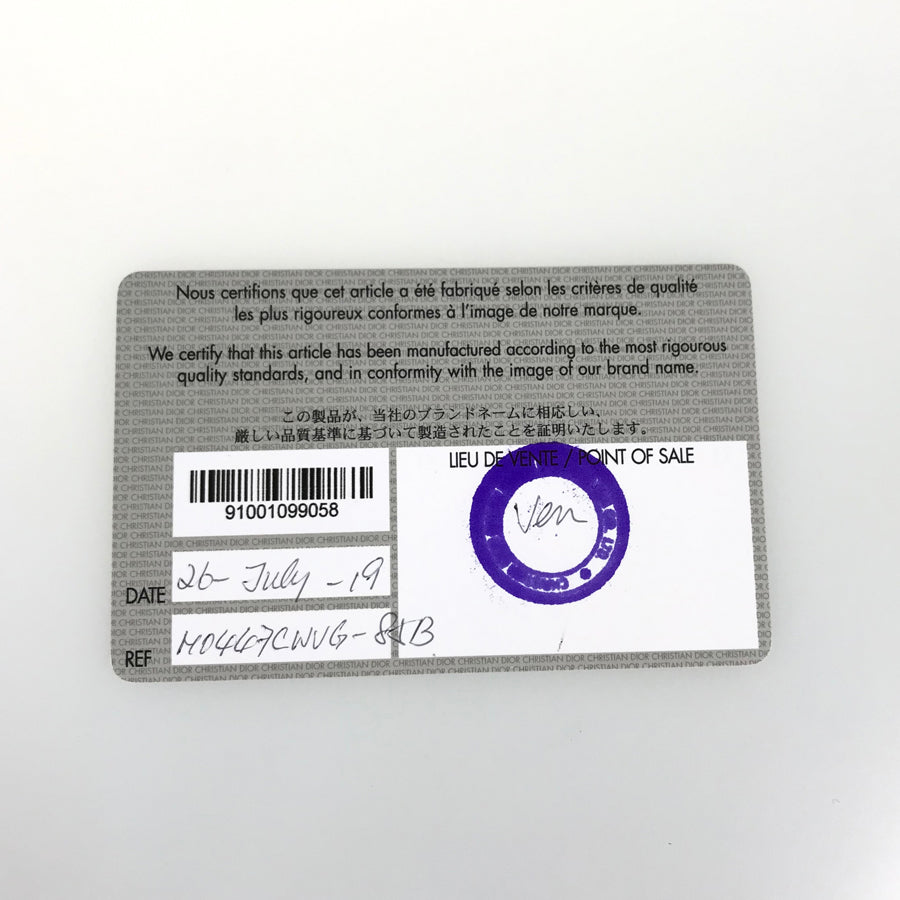 Nous certifions que cet article a été fabriqué selon les critères de qualité
les plus rigoureux conformes à l'image de notre marque.
We certify that this article has been manufactured according to the most rigourous
quality standards, and in conformity with the image of our brand name.
この製品が、当社のブランドネームに相応しい、
厳しい品質基準に基づいて製造されたことを証明いたします。
91001099058
LIEU DE VENTE / POINT OF SALE
Ven
DATE 26-July-19
REF M0447CWVG-
CHRISTIAN DIOR